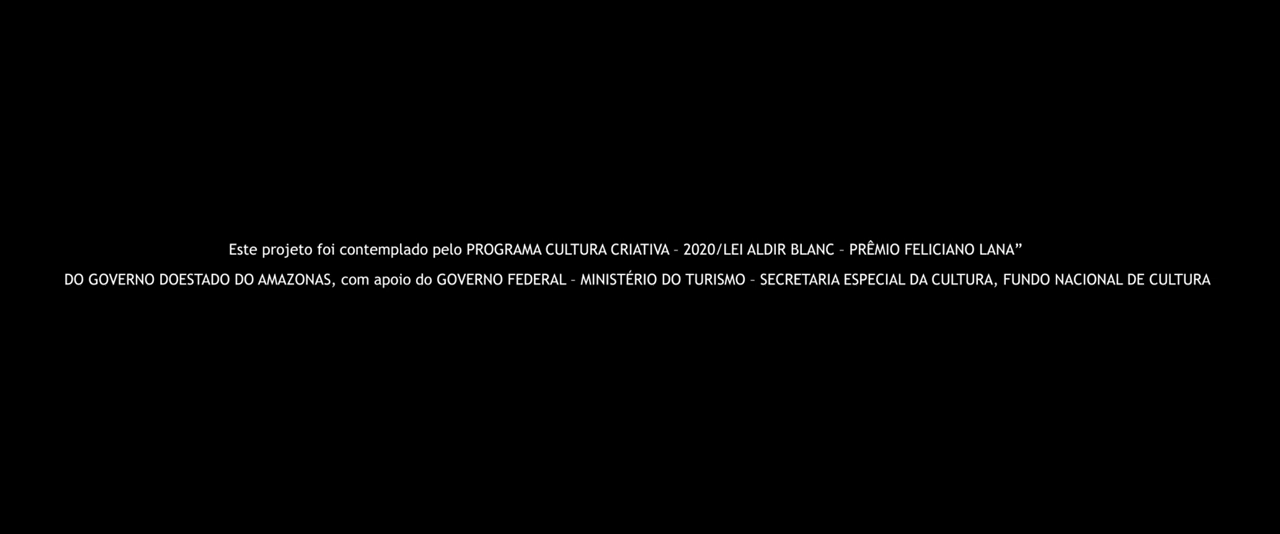 Este projeto foi contemplado pelo PROGRAMA CULTURA CRIATIVA – 2020/LEI ALDIR BLANC – PRÊMIO FELICIANO LANA”
DO GOVERNO DOESTADO DO AMAZONAS, com apoio do GOVERNO FEDERAL – MINISTÉRIO DO TURISMO – SECRETARIA ESPECIAL DA CULTURA, FUNDO NACIONAL DE CULTURA